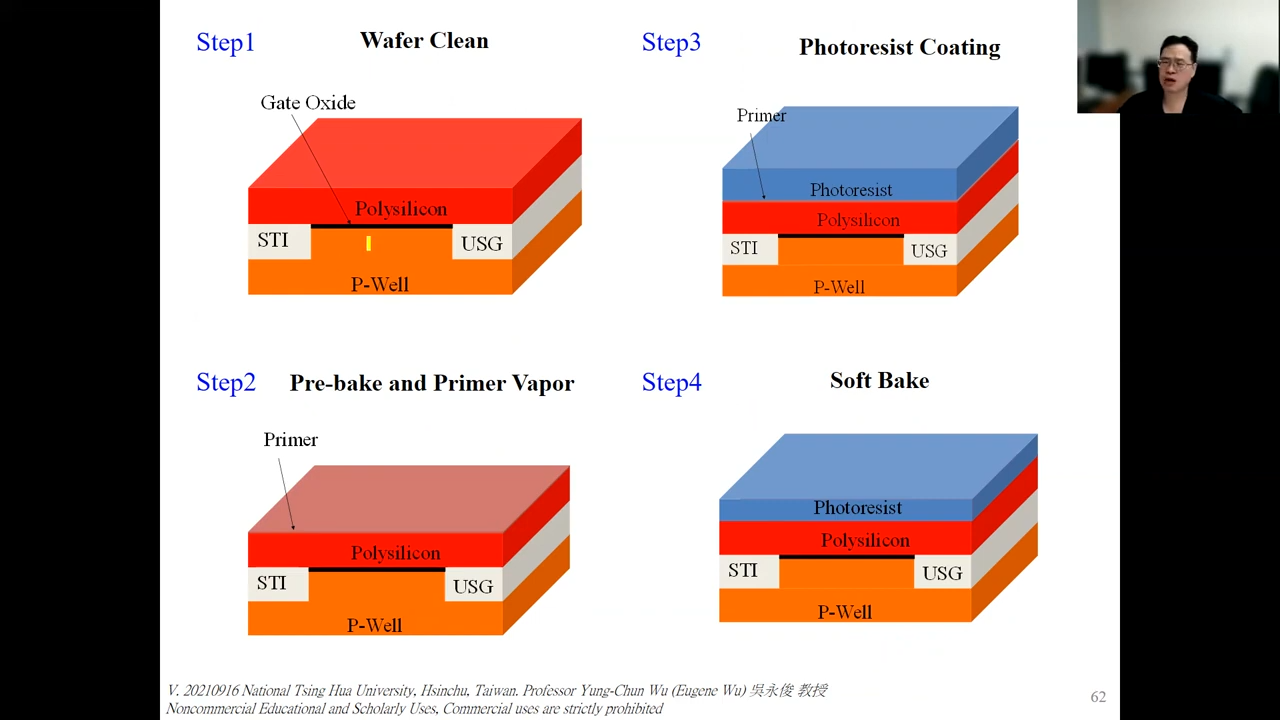 Step1
Wafer Clean
Gate Oxide
Polysilicon
STI
USG
P-Well
Step2
Pre-bake and Primer Vapor
Primer
Polysilicon
STI
USG
P-Well
Step3
Photoresist Coating
Primer
Photoresist
Polysilicon
STI
USG
P-Well
Step4
Soft Bake
Photoresist
Polysilicon
STI
USG
P-Well
V. 20210916 National Tsing Hua University, Hsinchu, Taiwan. Professor Yung-Chun Wu (Eugene Wu) 吳永俊 教授
Noncommercial Educational and Scholarly Uses, Commercial uses are strictly prohibited
62